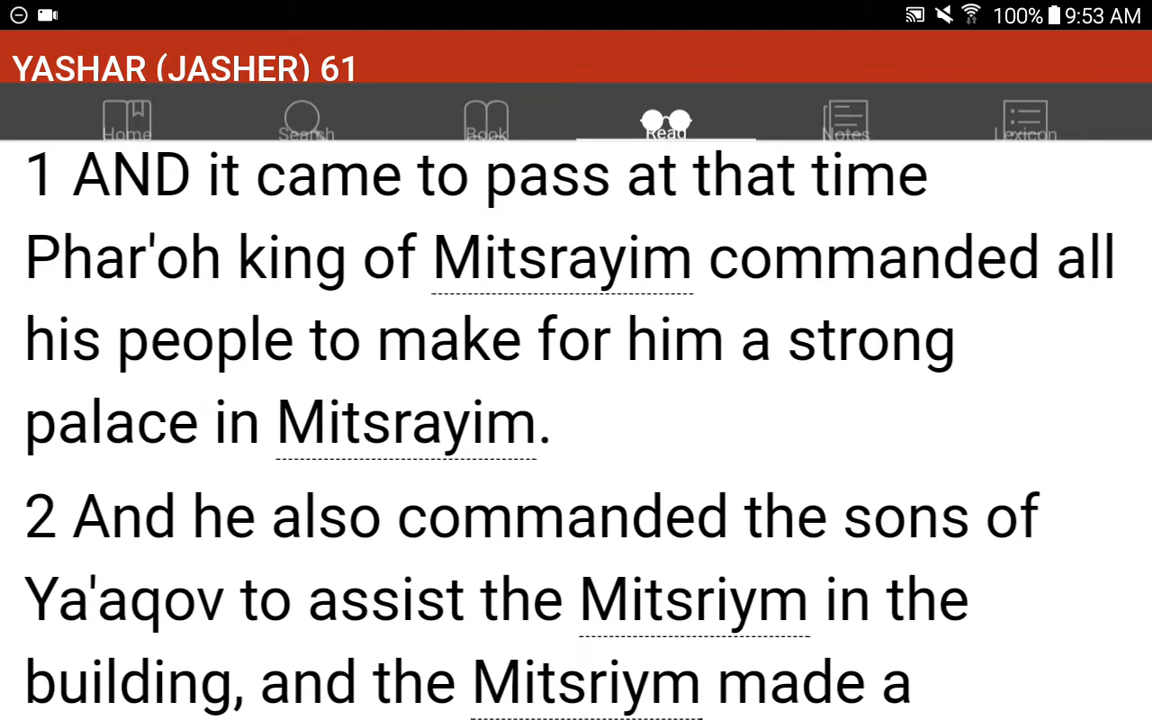 100% 9:53 AM
YASHAR (JASHER) 61
Home Search Book Read Notes Lexicon
1 AND it came to pass at that time
Phar'oh king of Mitsrayim commanded all
his people to make for him a strong
palace in Mitsrayim.
2 And he also commanded the sons of
Ya'aqov to assist the Mitsriym in the
building, and the Mitsriym made a